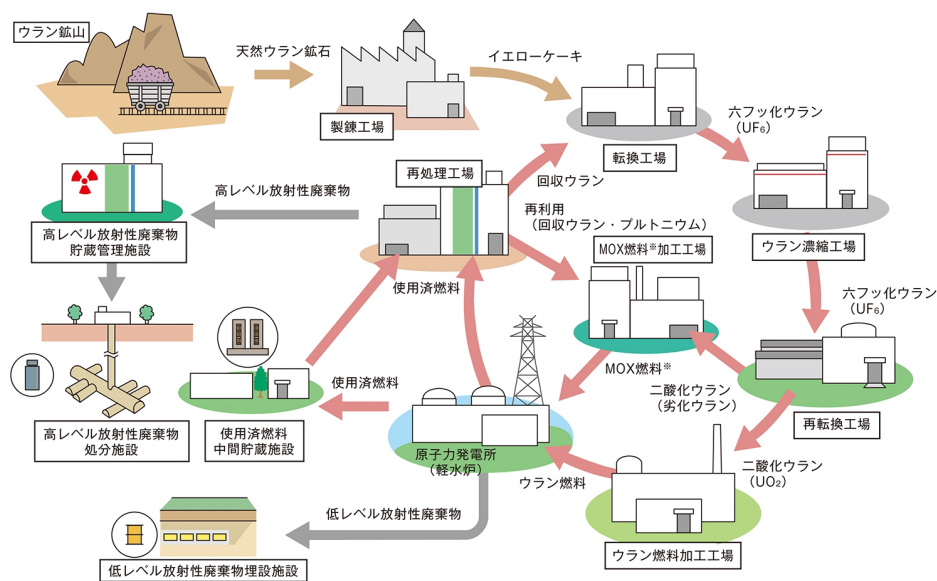 ウラン鉱山
天然ウラン鉱石
製錬工場
イエローケーキ
転換工場
六フッ化ウラン
（UF₆）
ウラン濃縮工場
再処理工場
回収ウラン
再利用
（回収ウラン・プルトニウム）
高レベル放射性廃棄物
高レベル放射性廃棄物
貯蔵管理施設
MOX燃料※加工工場
使用済燃料
六フッ化ウラン
（UF₆）
MOX燃料※
二酸化ウラン
（劣化ウラン）
再転換工場
使用済燃料
高レベル放射性廃棄物
処分施設
使用済燃料
中間貯蔵施設
原子力発電所
（軽水炉）
ウラン燃料
二酸化ウラン
（UO₂）
ウラン燃料加工工場
低レベル放射性廃棄物
低レベル放射性廃棄物埋設施設